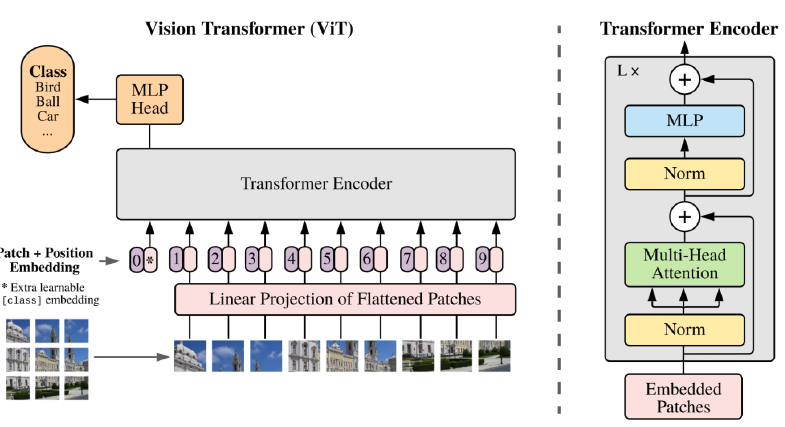 Vision Transformer (ViT)
Class
Bird
Ball
Car
...
MLP
Head
Transformer Encoder
0 * 1 2 3 4 5 6 7 8 9
Patch + Position
Embedding
* Extra learnable
[class] embedding
Linear Projection of Flattened Patches
Transformer Encoder
L ×
+
MLP
Norm
+
Multi-Head
Attention
Norm
Embedded
Patches